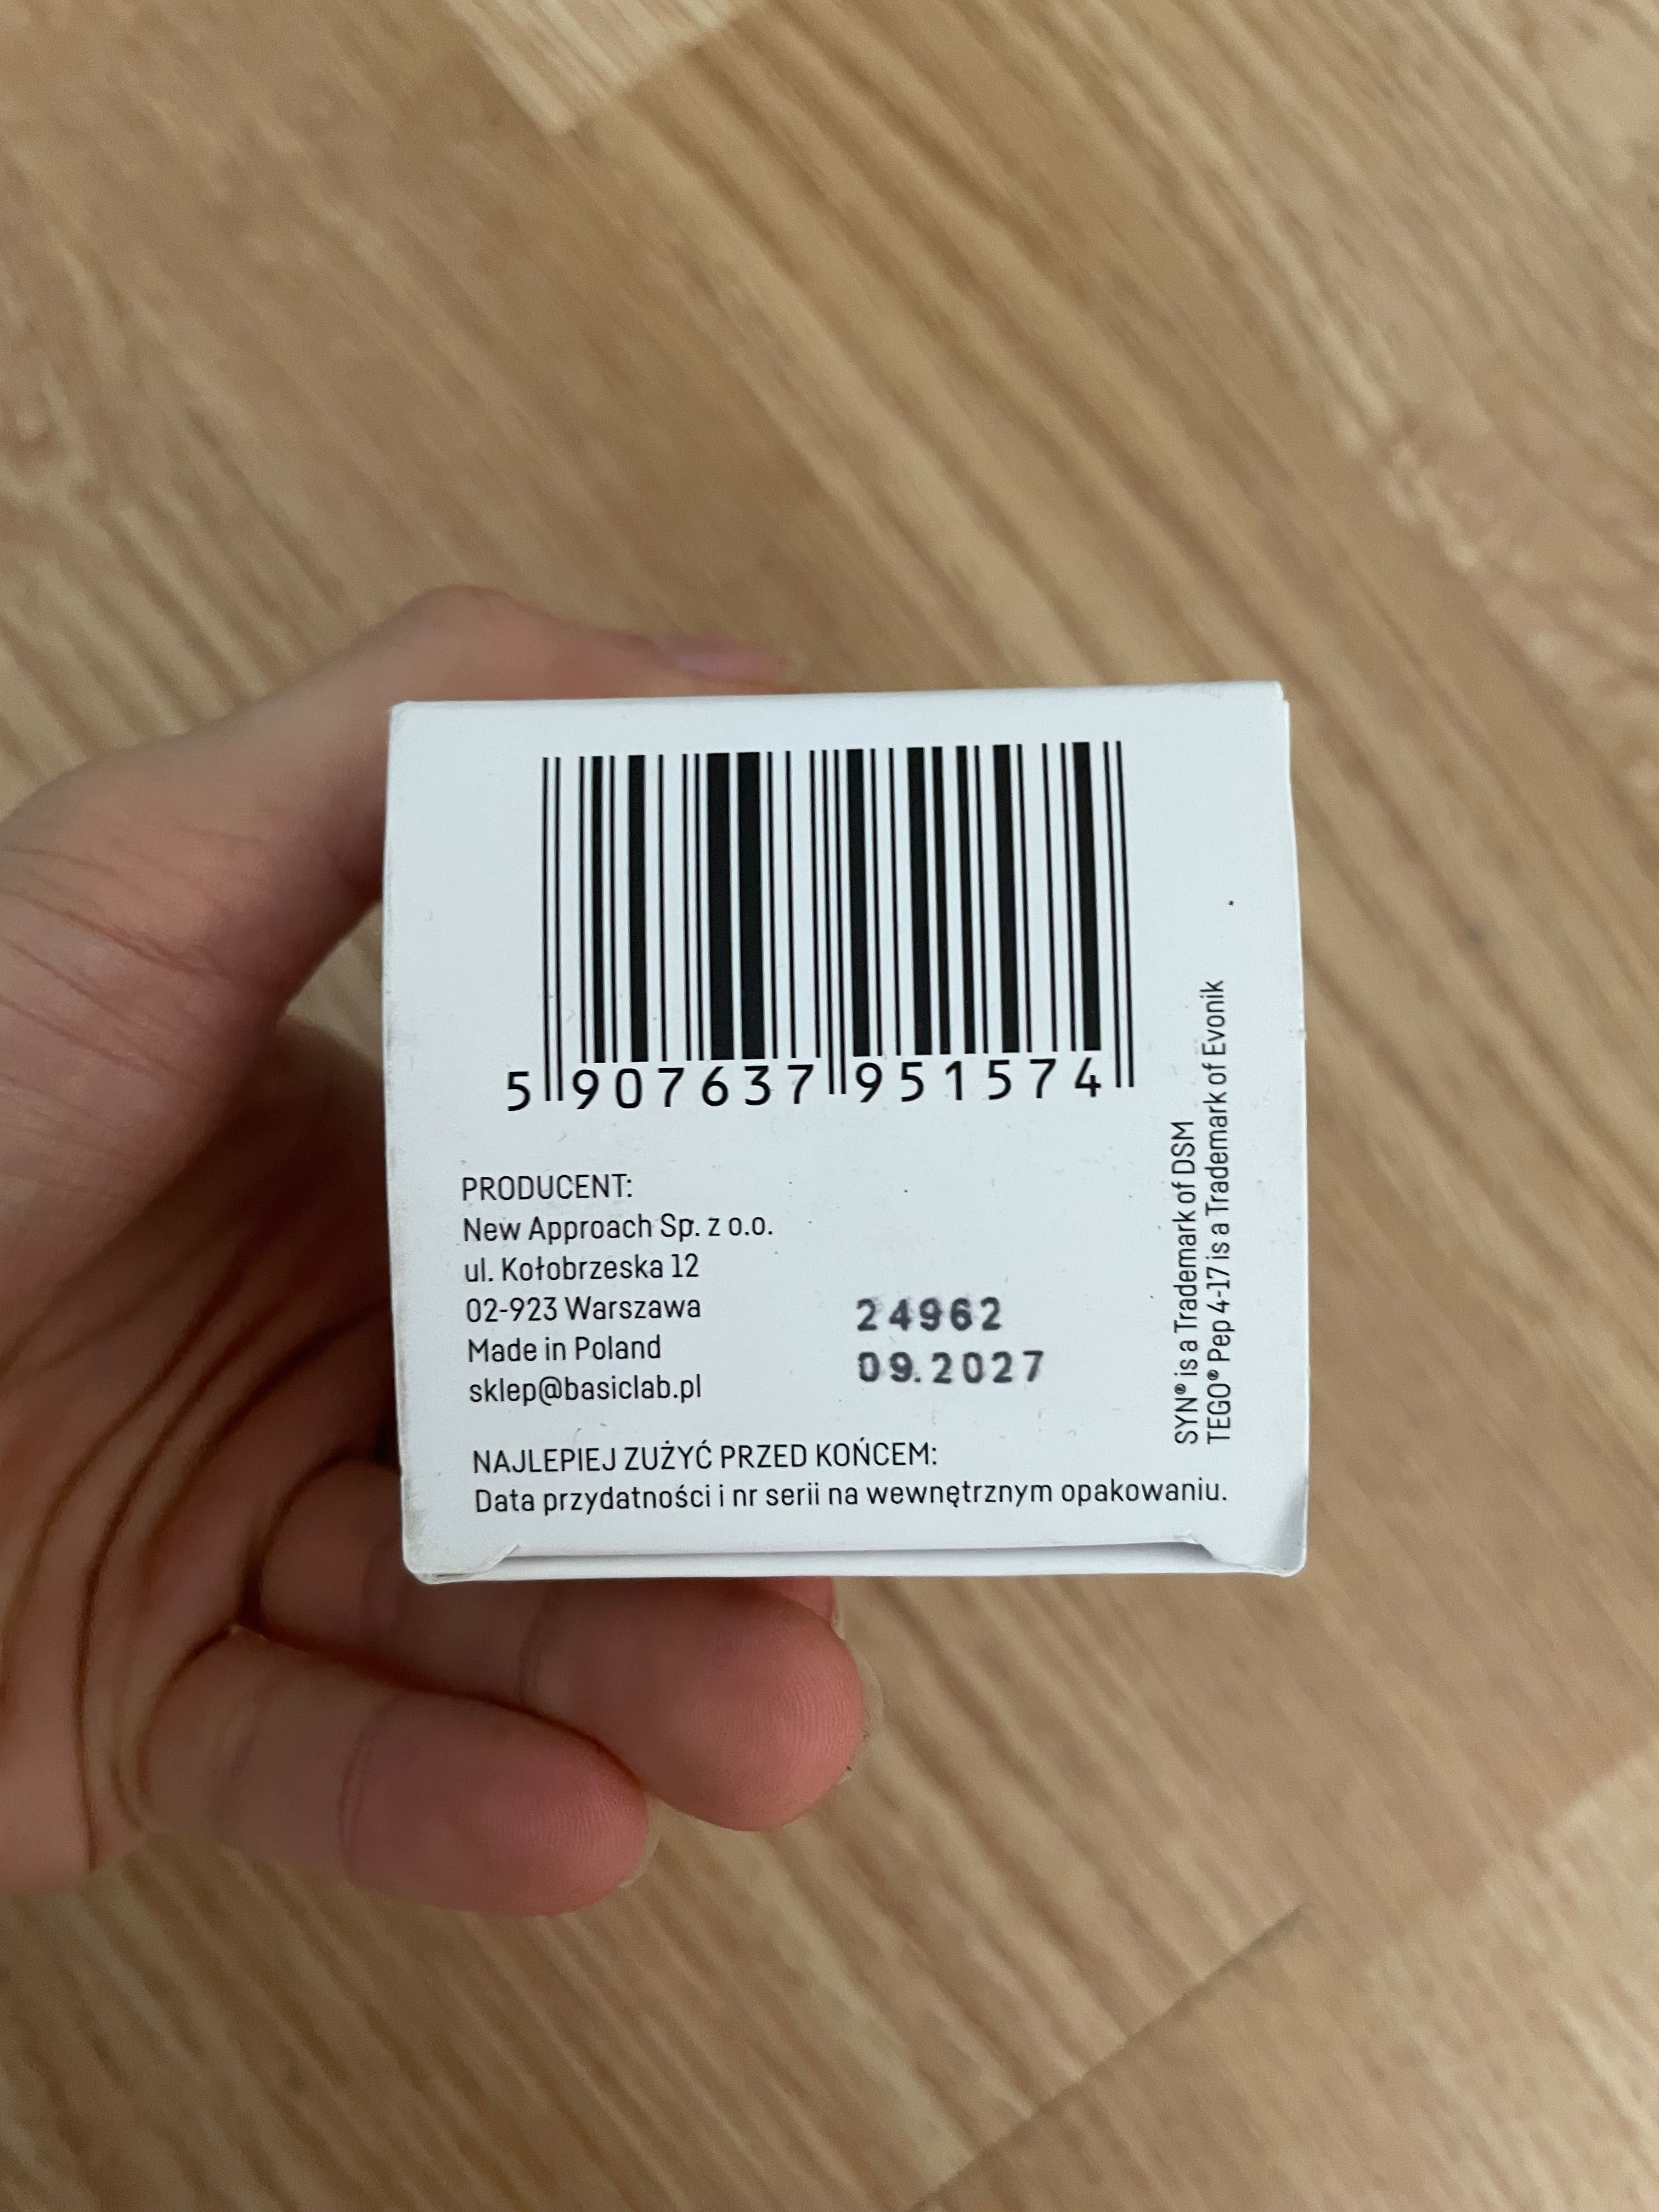 5 907637 951574
PRODUCENT:
New Approach Sp. z o.o.
ul. Kołobrzeska 12
02-923 Warszawa
Made in Poland
sklep@basiclab.pl
24962
09.2027
NAJLEPIEJ ZUŻYĆ PRZED KOŃCEM:
Data przydatności i nr serii na wewnętrznym opakowaniu.
SYN® is a Trademark of DSM
TEGO® Pep 4-17 is a Trademark of Evonik